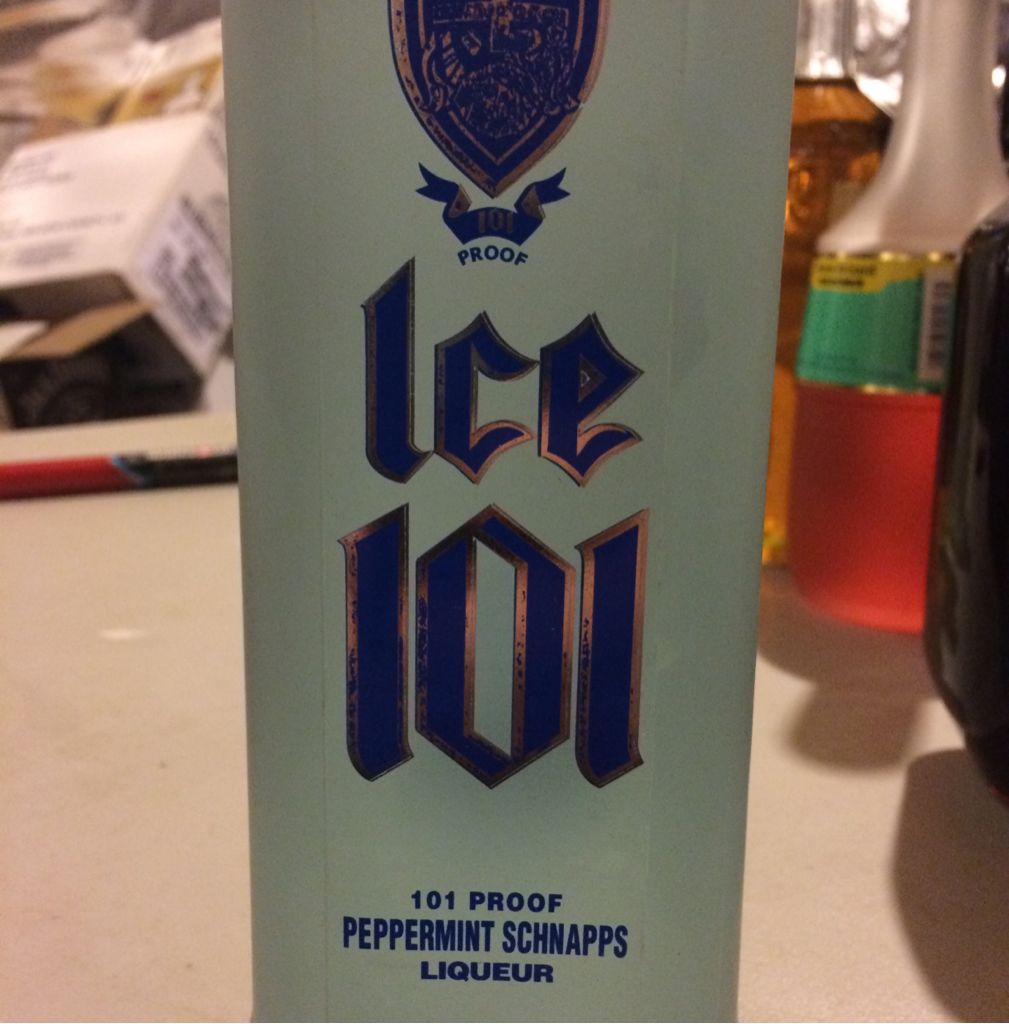 101
PROOF
Ice
101
101 PROOF
PEPPERMINT SCHNAPPS
LIQUEUR